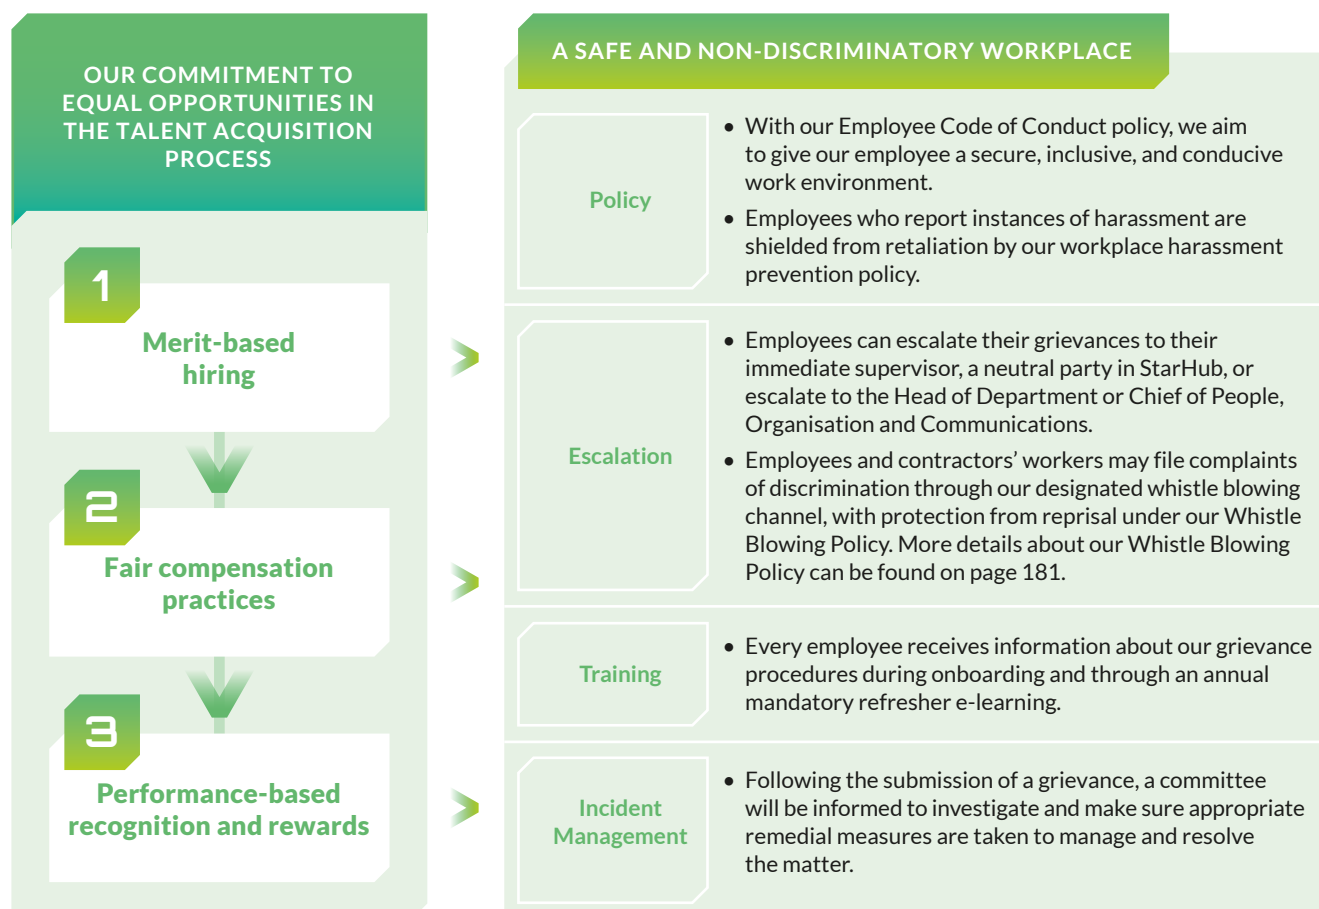 OUR COMMITMENT TO
EQUAL OPPORTUNITIES IN
THE TALENT ACQUISITION
PROCESS
1
Merit-based
hiring
2
Fair compensation
practices
3
Performance-based
recognition and rewards
A SAFE AND NON-DISCRIMINATORY WORKPLACE
Policy
• With our Employee Code of Conduct policy, we aim
to give our employee a secure, inclusive, and conducive
work environment.
• Employees who report instances of harassment are
shielded from retaliation by our workplace harassment
prevention policy.
Escalation
• Employees can escalate their grievances to their
immediate supervisor, a neutral party in StarHub, or
escalate to the Head of Department or Chief of People,
Organisation and Communications.
• Employees and contractors’ workers may file complaints
of discrimination through our designated whistle blowing
channel, with protection from reprisal under our Whistle
Blowing Policy. More details about our Whistle Blowing
Policy can be found on page 181.
Training
• Every employee receives information about our grievance
procedures during onboarding and through an annual
mandatory refresher e-learning.
Incident
Management
• Following the submission of a grievance, a committee
will be informed to investigate and make sure appropriate
remedial measures are taken to manage and resolve
the matter.